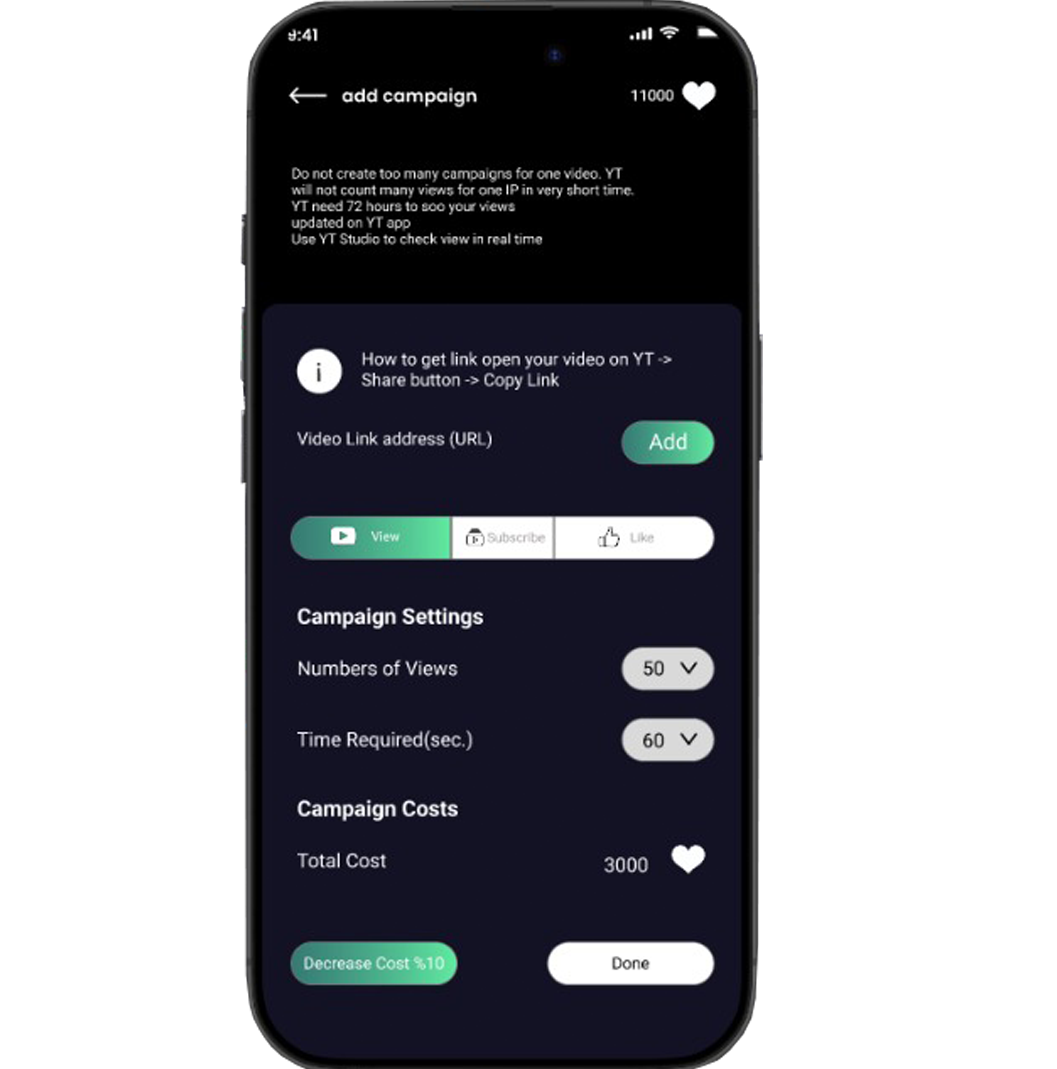 9:41
add campaign
11000
Do not create too many campaigns for one video. YT
will not count many views for one IP in very short time.
YT need 72 hours to soo your views
updated on YT app
Use YT Studio to check view in real time
i
How to get link open your video on YT ->
Share button -> Copy Link
Video Link address (URL)
Add
View
Subscribe
Like
Campaign Settings
Numbers of Views
50
Time Required(sec.)
60
Campaign Costs
Total Cost
3000
Decrease Cost %10
Done